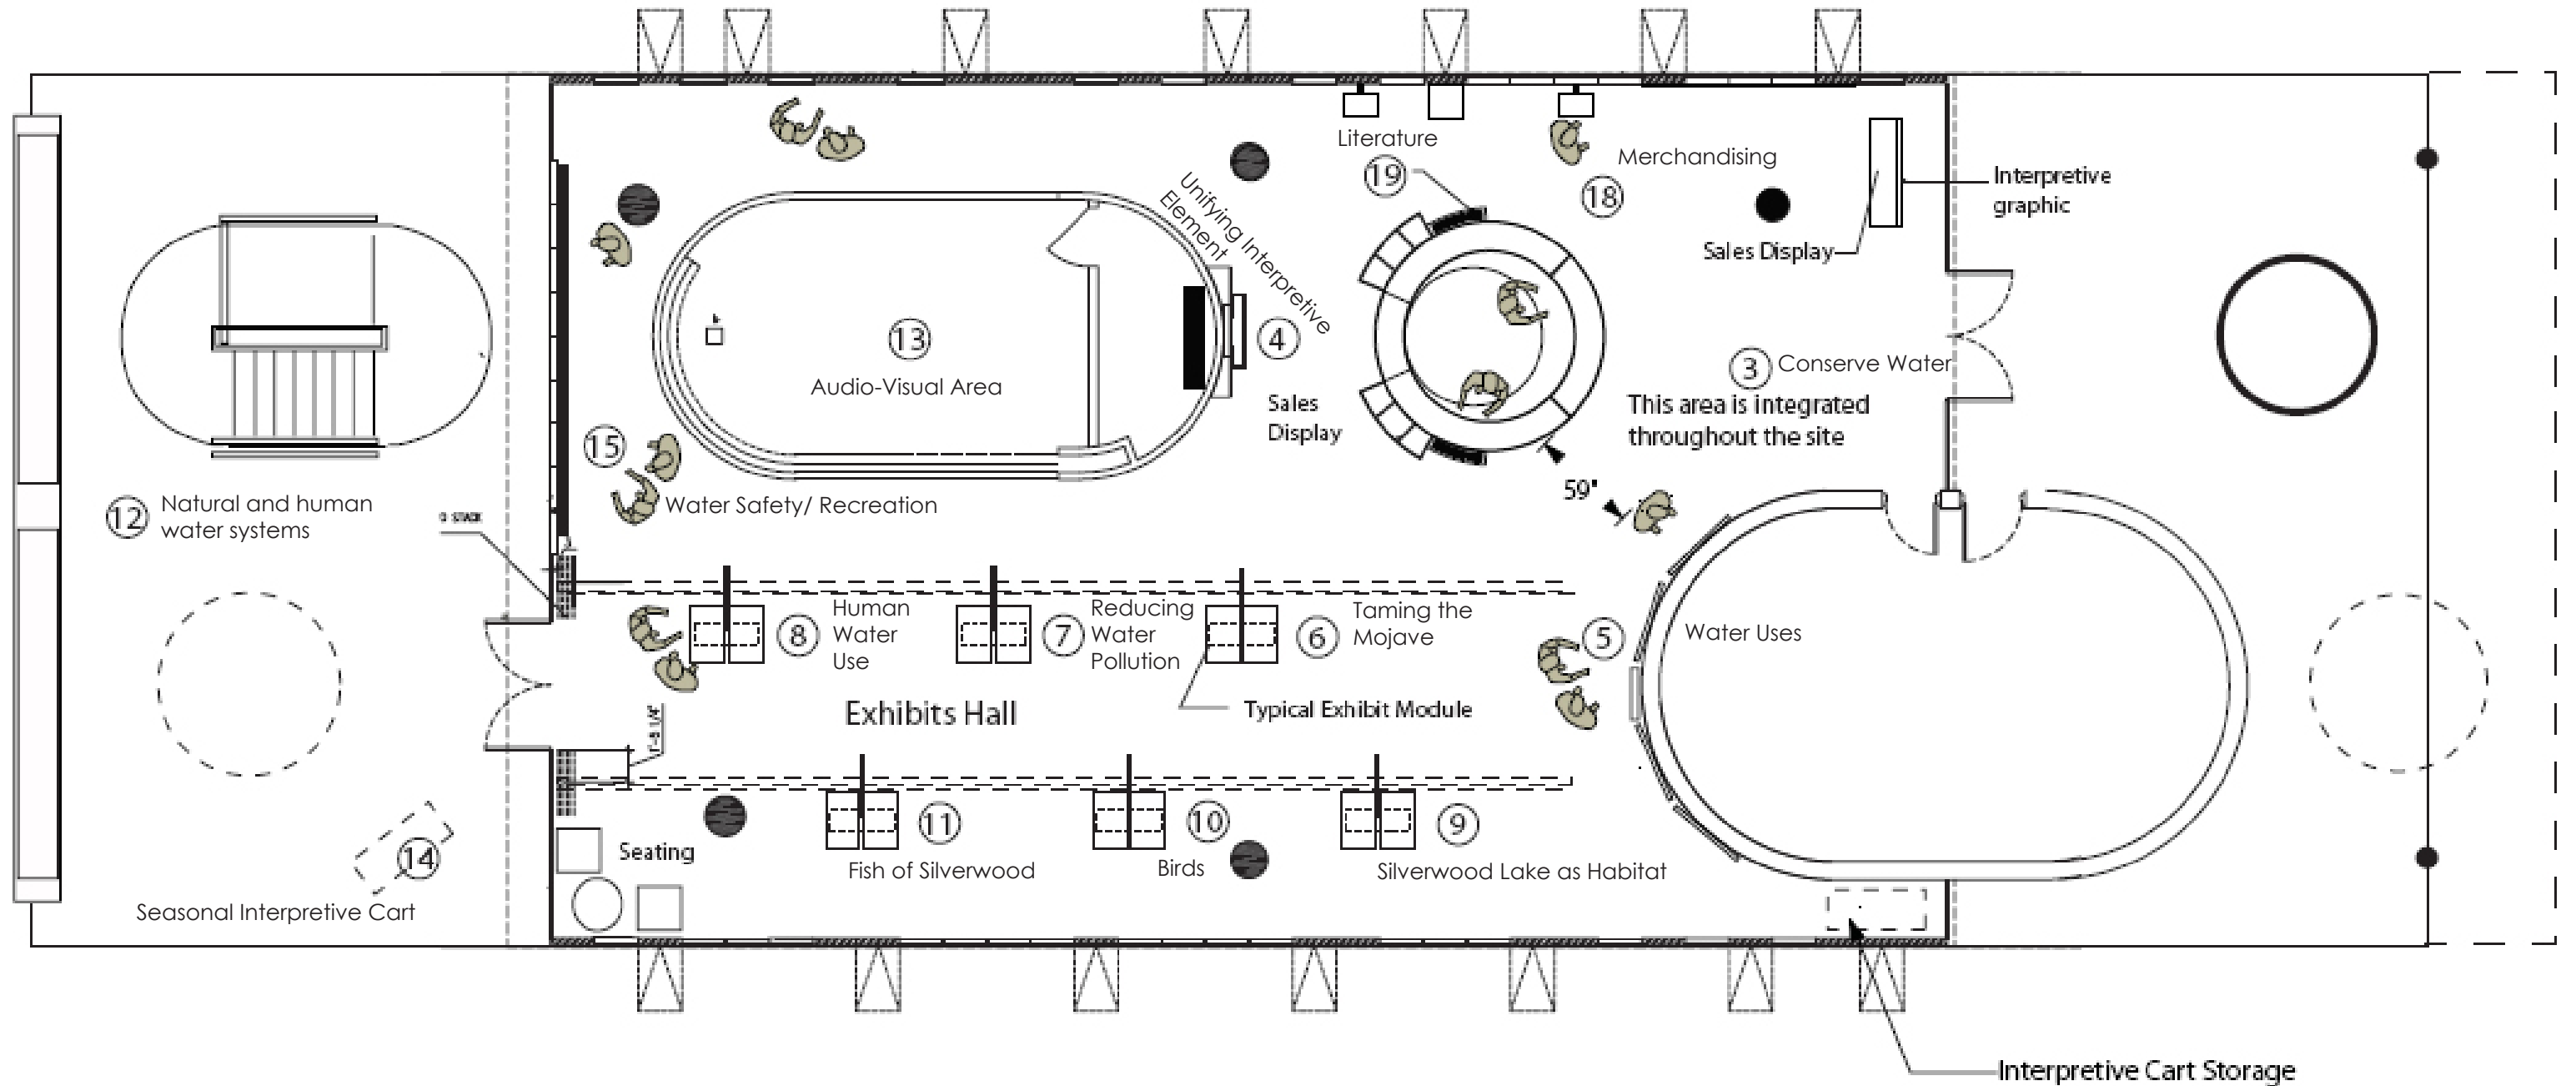 Literature
19
Merchandising
18
Interpretive
graphic
Sales Display
Unifying Interpretive
Element
4
13
Audio-Visual Area
3 Conserve Water
This area is integrated
throughout the site
Sales
Display
59"
15
Water Safety/ Recreation
12 Natural and human
water systems
8 Human
Water
Use
7 Reducing
Water
Pollution
6 Taming the
Mojave
5 Water Uses
Exhibits Hall
Typical Exhibit Module
14
Seasonal Interpretive Cart
Seating
11
Fish of Silverwood
10
Birds
9
Silverwood Lake as Habitat
Interpretive Cart Storage